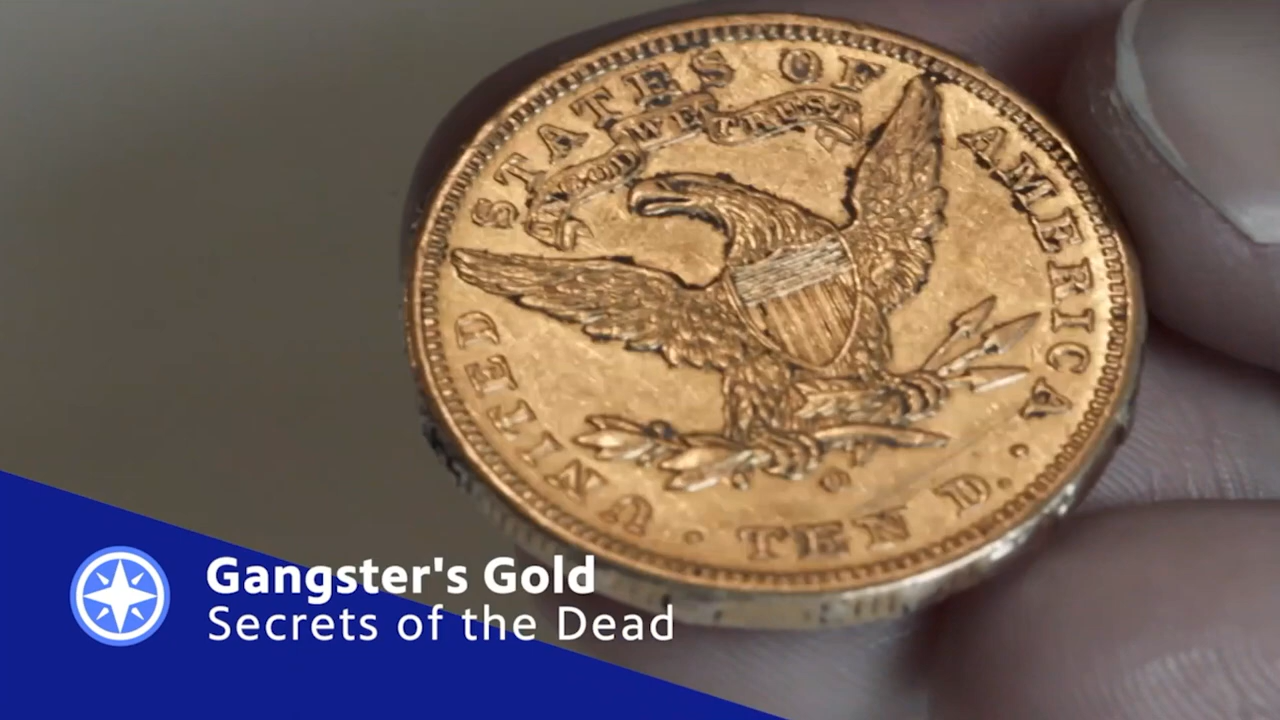 UNITED STATES OF AMERICA
IN GOD WE TRUST
TEN D.
Gangster's Gold
Secrets of the Dead